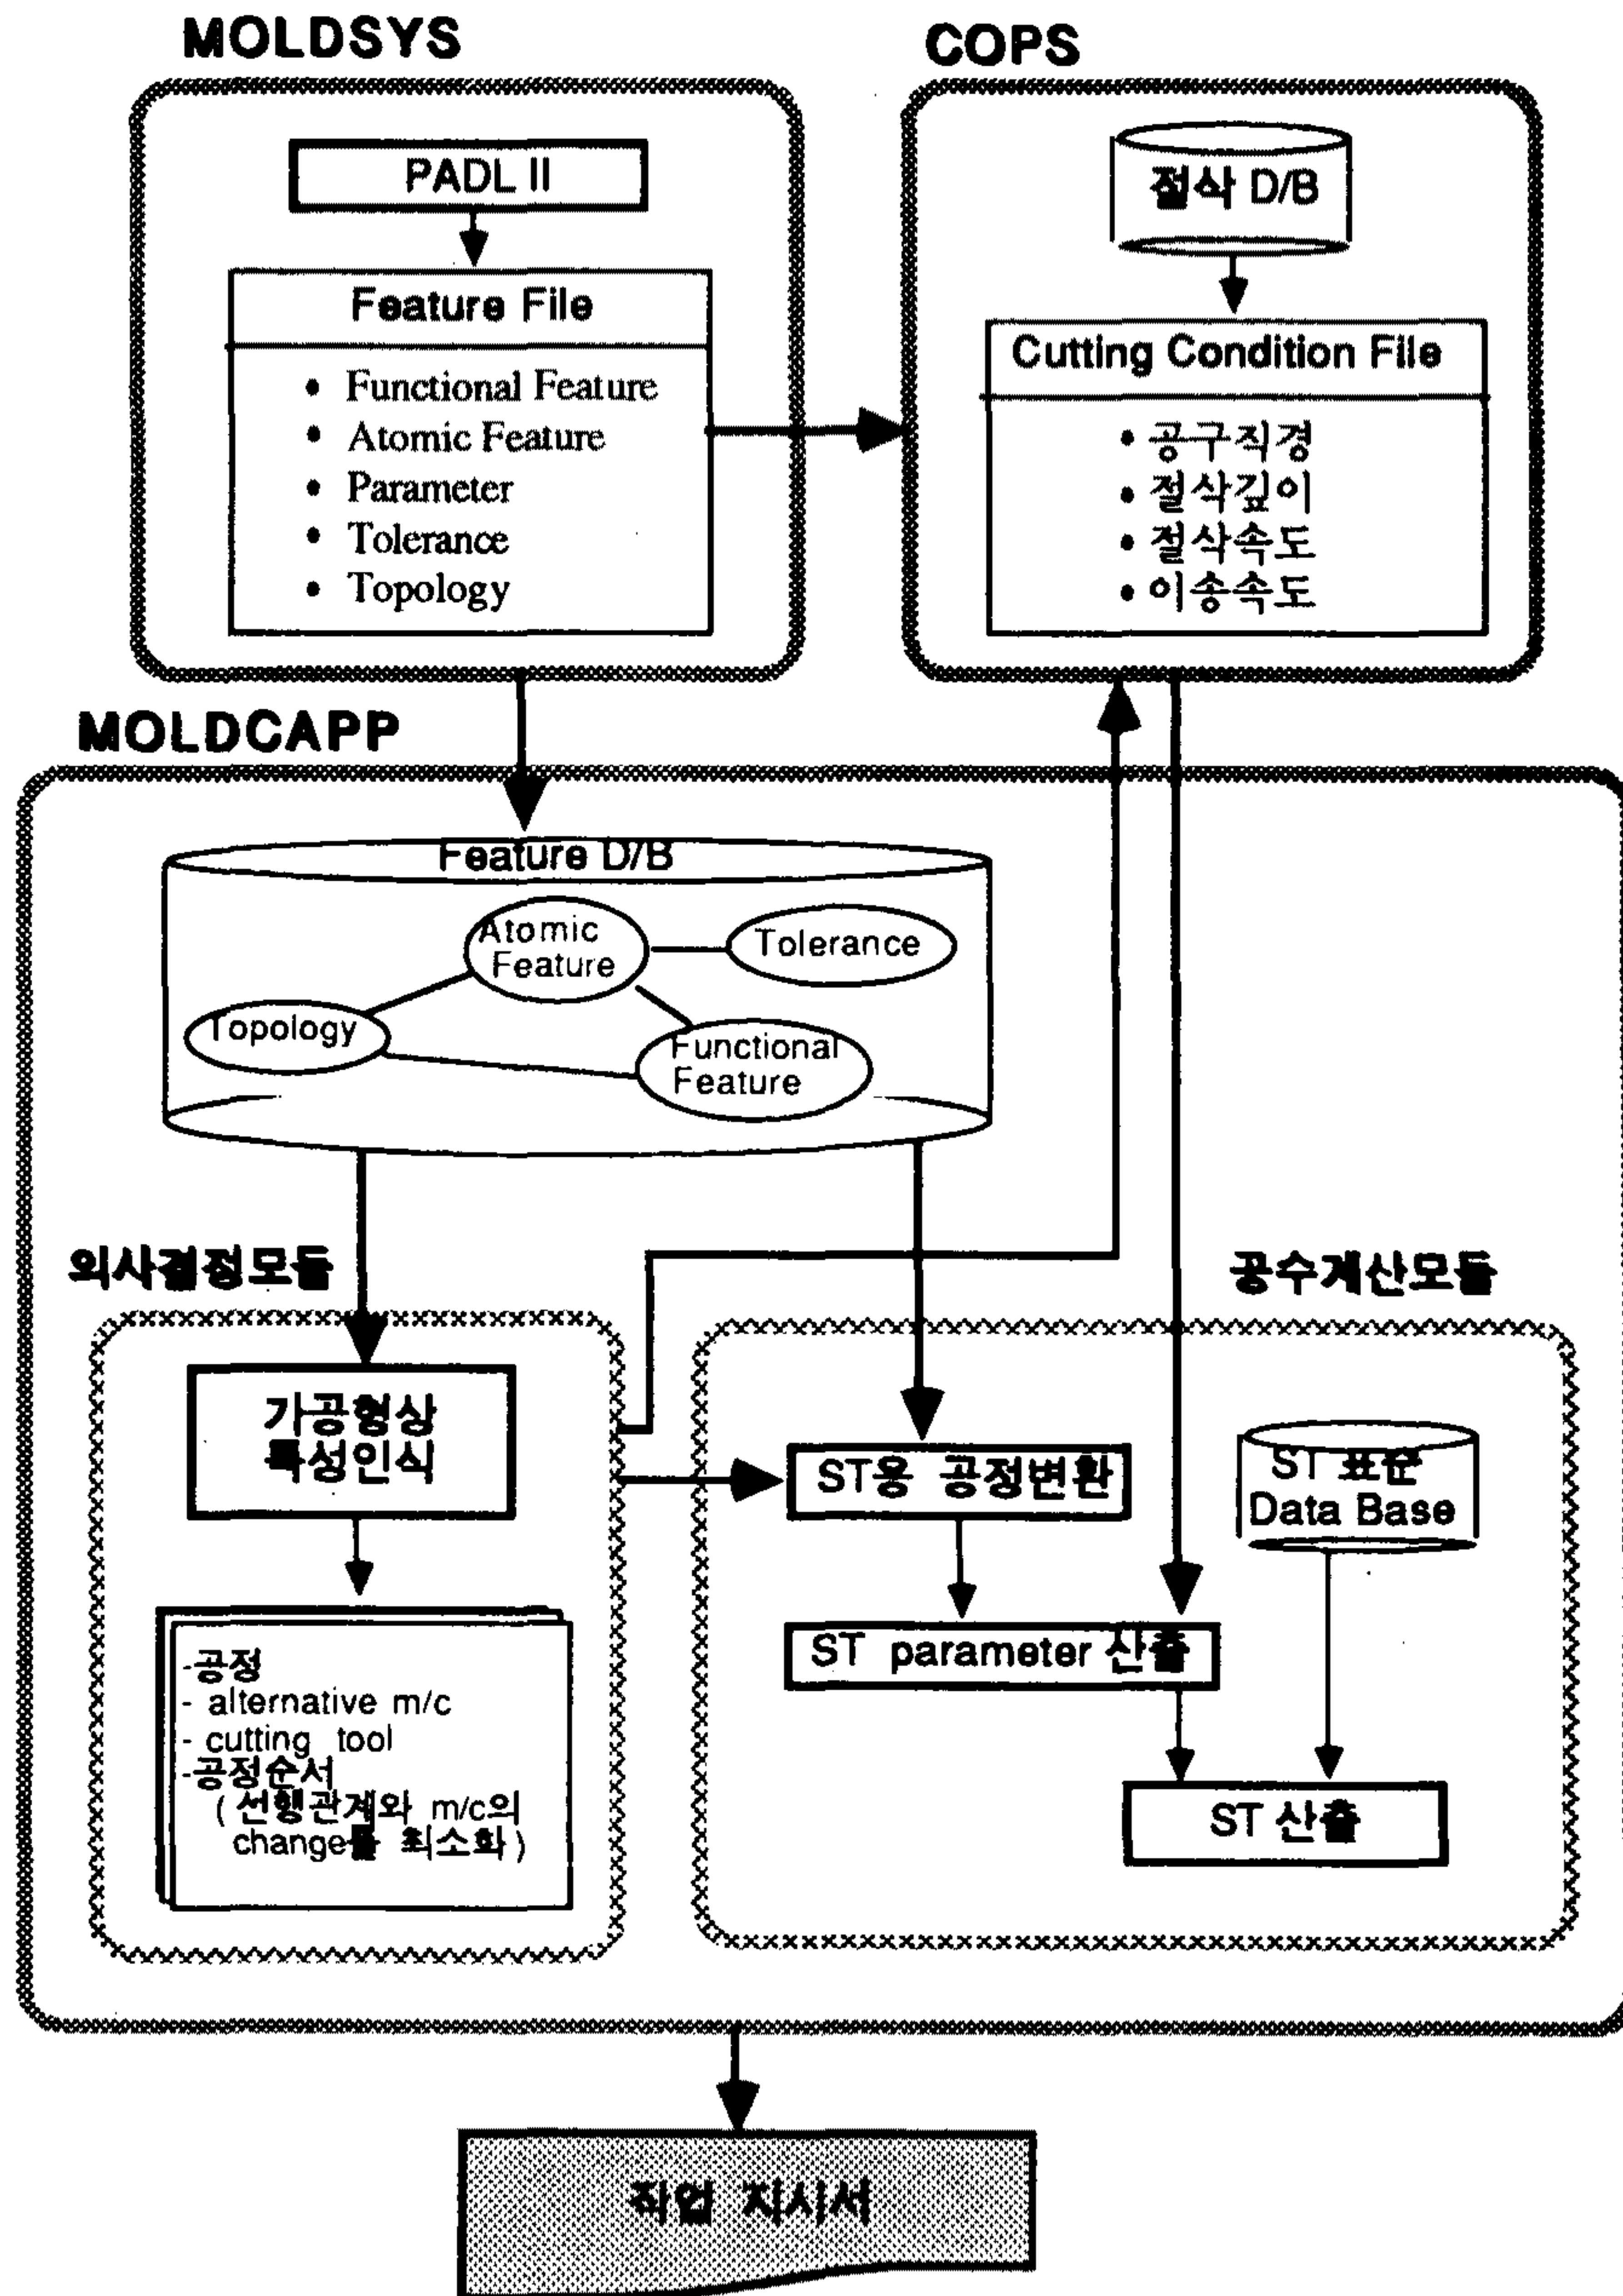 MOLDSYS
COPS
PADL II
Feature File
• Functional Feature
• Atomic Feature
• Parameter
• Tolerance
• Topology
절삭 D/B
Cutting Condition File
• 공구직경
• 절삭깊이
• 절삭속도
• 이송속도
MOLDCAPP
Feature D/B
Atomic
Feature
Tolerance
Topology
Functional
Feature
의사결정모듈
공수계산모듈
가공형상
특성인식
-공정
- alternative m/c
- cutting tool
-공정순서
( 선행관계와 m/c의
change를 최소화 )
ST용 공정변환
ST 표준
Data Base
ST parameter 산출
ST 산출
작업 지시서